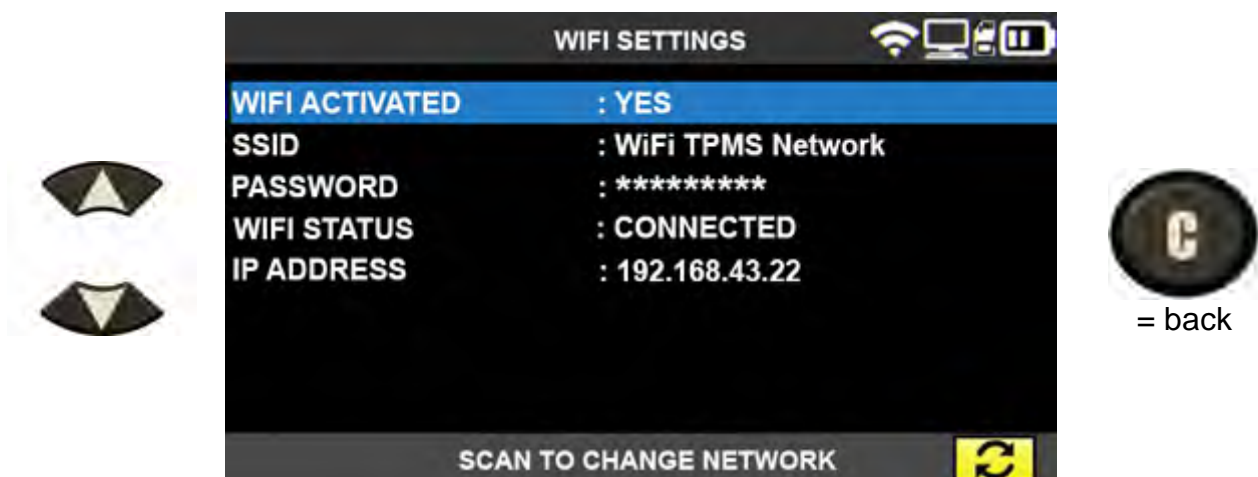 WIFI SETTINGS
WIFI ACTIVATED : YES
SSID : WiFi TPMS Network
PASSWORD : *********
WIFI STATUS : CONNECTED
IP ADDRESS : 192.168.43.22
SCAN TO CHANGE NETWORK
C
= back